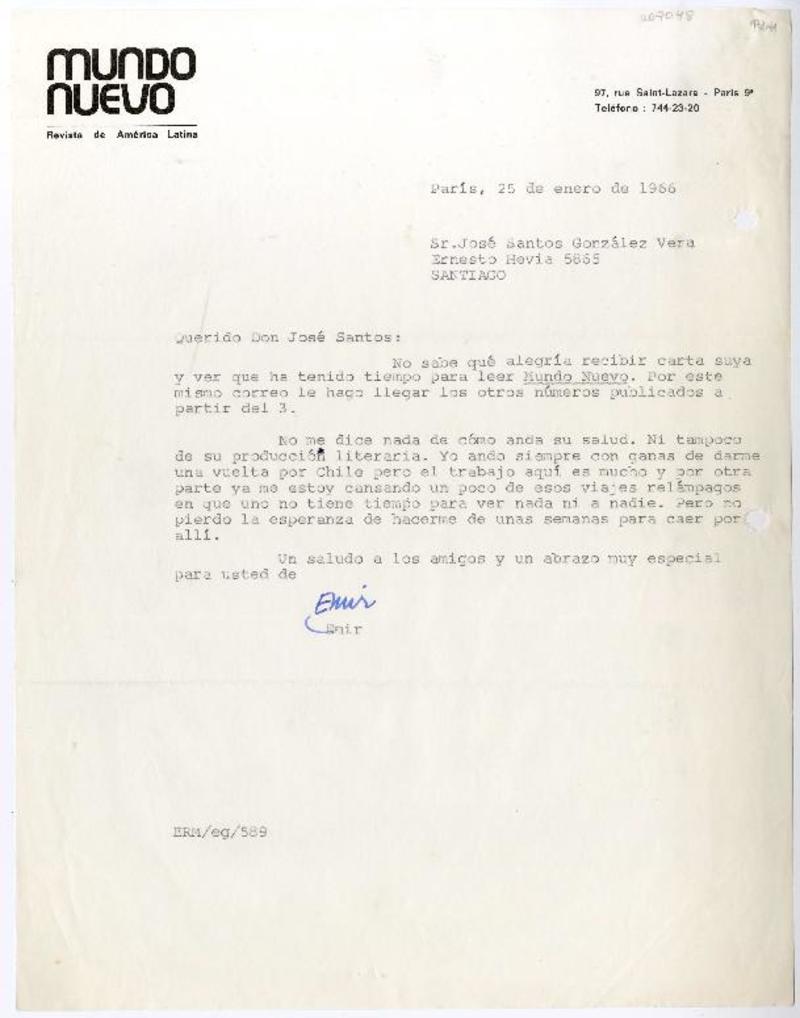 MUNDO
NUEVO
Revista de América Latina
97, rue Saint-Lazare - Paris 9e
Teléfono : 744-23-20
París, 25 de enero de 1966
Sr.José Santos González Vera
Ernesto Hevia 5865
SANTIAGO
Querido Don José Santos:
No sabe qué alegría recibir carta suya
y ver que ha tenido tiempo para leer Mundo Nuevo. Por este
mismo correo le hago llegar los otros números publicados a
partir del 3.
No me dice nada de cómo anda su salud. Ni tampoco
de su producción literaria. Yo ando siempre con ganas de darme
una vuelta por Chile pero el trabajo aquí es mucho y por otra
parte ya me estoy cansando un poco de esos viajes relámpagos
en que uno no tiene tiempo para ver nada ni a nadie. Pero no
pierdo la esperanza de hacerme de unas semanas para caer por
allí.
Un saludo a los amigos y un abrazo muy especial
para usted de
Emir
Emir
ERM/eg/589